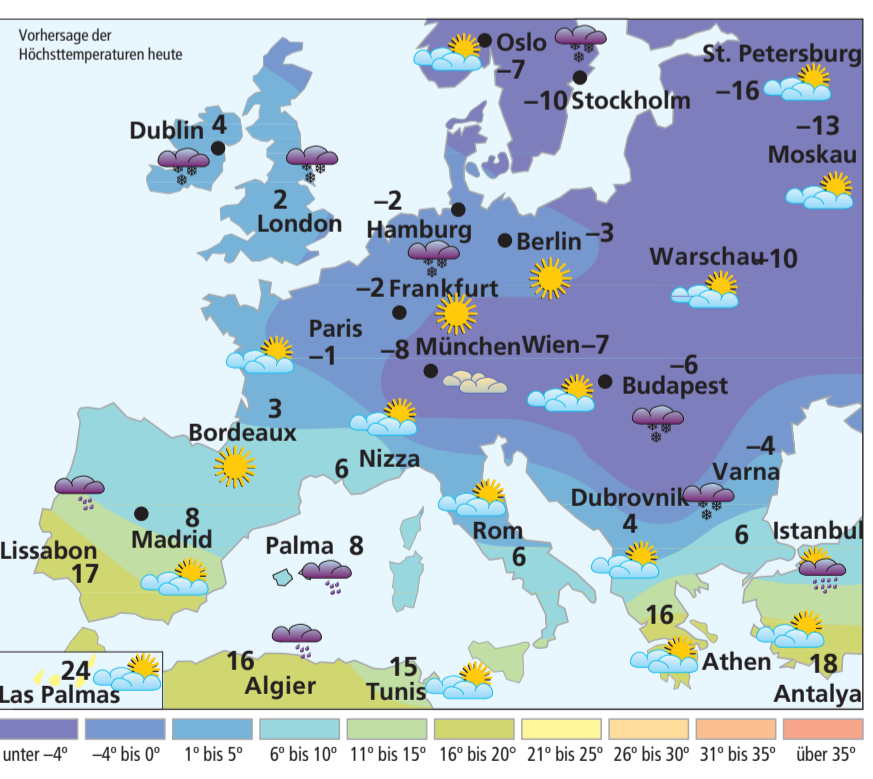 Vorhersage der
Höchsttemperaturen heute
Oslo
–7
St. Petersburg
–16
–10 Stockholm
–13
Moskau
Dublin 4
2
London
–2
Hamburg
Berlin –3
Warschau –10
–2 Frankfurt
Paris
–1
–8 München
Wien –7
–6
Budapest
3
Bordeaux
6 Nizza
–4
Varna
Dubrovnik
4
8
Madrid
Lissabon
17
Palma 8
Rom
6
6 Istanbul
16
Athen
24
Las Palmas
16
Algier
15
Tunis
18
Antalya
unter –4° –4° bis 0° 1° bis 5° 6° bis 10° 11° bis 15° 16° bis 20° 21° bis 25° 26° bis 30° 31° bis 35° über 35°